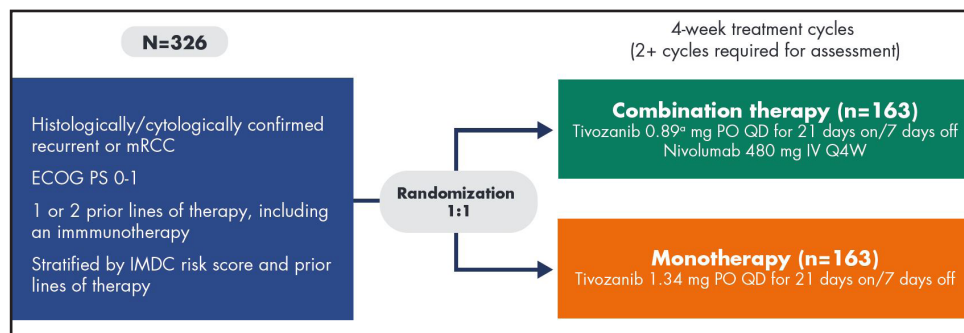 N=326
4-week treatment cycles
(2+ cycles required for assessment)
Histologically/cytologically confirmed
recurrent or mRCC
ECOG PS 0-1
1 or 2 prior lines of therapy, including
an immmunotherapy
Stratified by IMDC risk score and prior
lines of therapy
Randomization
1:1
Combination therapy (n=163)
Tivozanib 0.89ᵃ mg PO QD for 21 days on/7 days off
Nivolumab 480 mg IV Q4W
Monotherapy (n=163)
Tivozanib 1.34 mg PO QD for 21 days on/7 days off